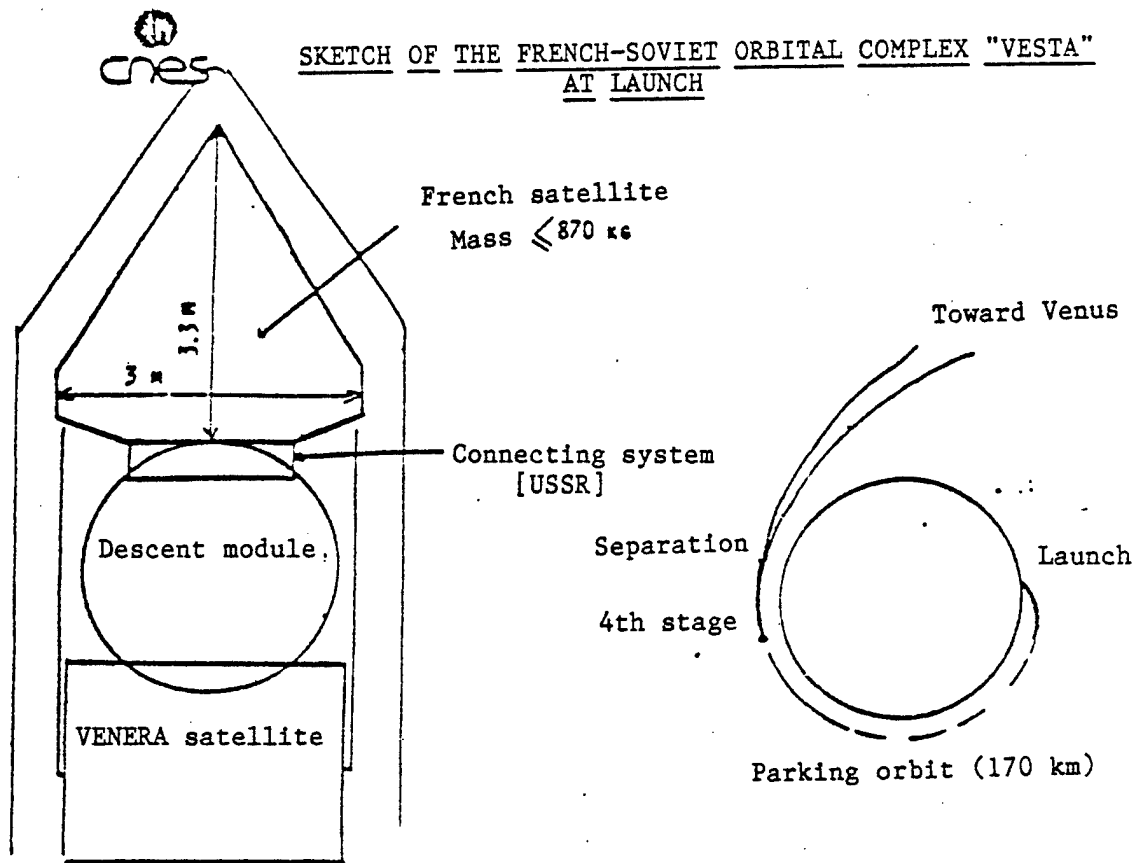 cnes
SKETCH OF THE FRENCH-SOVIET ORBITAL COMPLEX "VESTA"
AT LAUNCH
French satellite
Mass ⩽ 870 KG
3.3 M
3 M
Toward Venus
Connecting system
[USSR]
Descent module.
Separation
Launch
4th stage
VENERA satellite
Parking orbit (170 km)